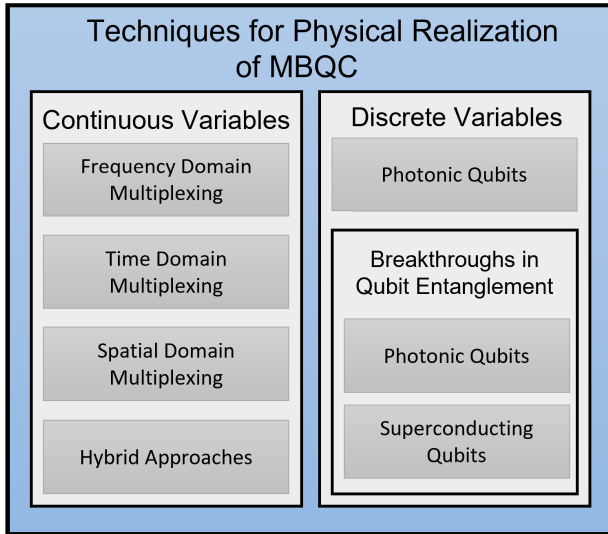 Techniques for Physical Realization
of MBQC
Continuous Variables
Frequency Domain
Multiplexing
Time Domain
Multiplexing
Spatial Domain
Multiplexing
Hybrid Approaches
Discrete Variables
Photonic Qubits
Breakthroughs in
Qubit Entanglement
Photonic Qubits
Superconducting
Qubits